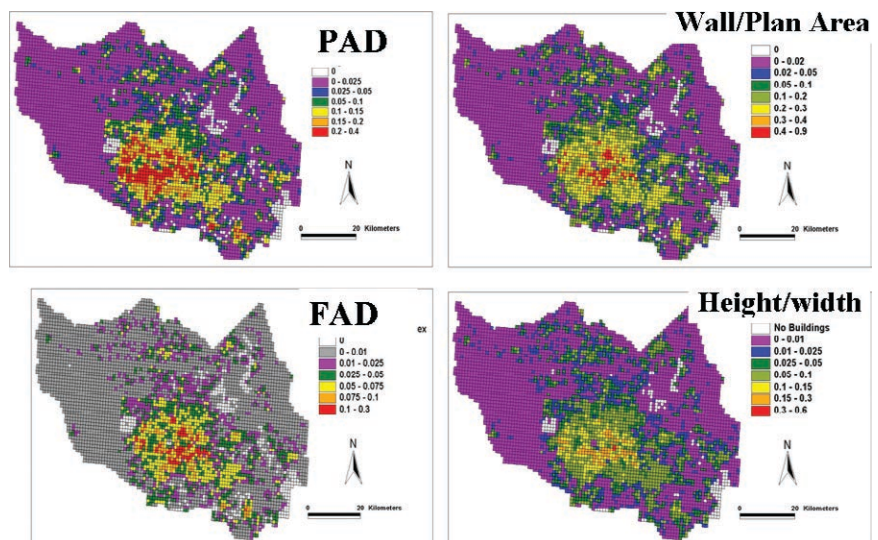 PAD
0
0 - 0.025
0.025 - 0.05
0.05 - 0.1
0.1 - 0.15
0.15 - 0.2
0.2 - 0.4
N
0 20 Kilometers
Wall/Plan Area
0
0 - 0.02
0.02 - 0.05
0.05 - 0.1
0.1 - 0.2
0.2 - 0.3
0.3 - 0.4
0.4 - 0.9
N
0 20 Kilometers
FAD
ex
0
0 - 0.01
0.01 - 0.025
0.025 - 0.05
0.05 - 0.075
0.075 - 0.1
0.1 - 0.3
N
0 20 Kilometers
Height/width
No Buildings
0 - 0.01
0.01 - 0.025
0.025 - 0.05
0.05 - 0.1
0.1 - 0.15
0.15 - 0.3
0.3 - 0.6
N
0 20 Kilometers